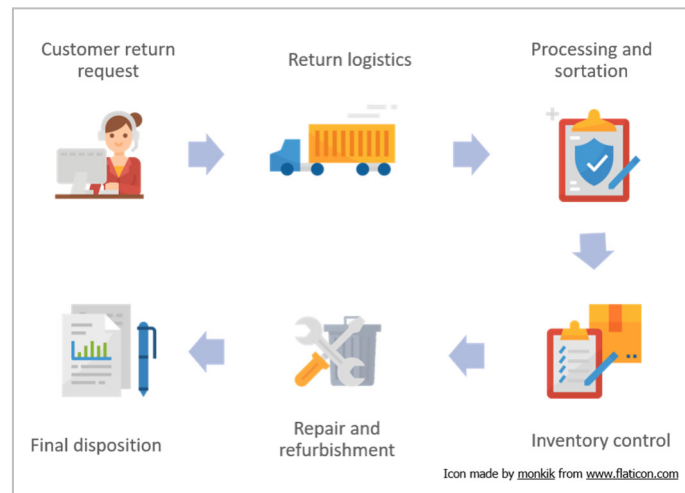 Customer return
request
Return logistics
Processing and
sortation
Final disposition
Repair and
refurbishment
Inventory control
Icon made by monkik from www.flaticon.com